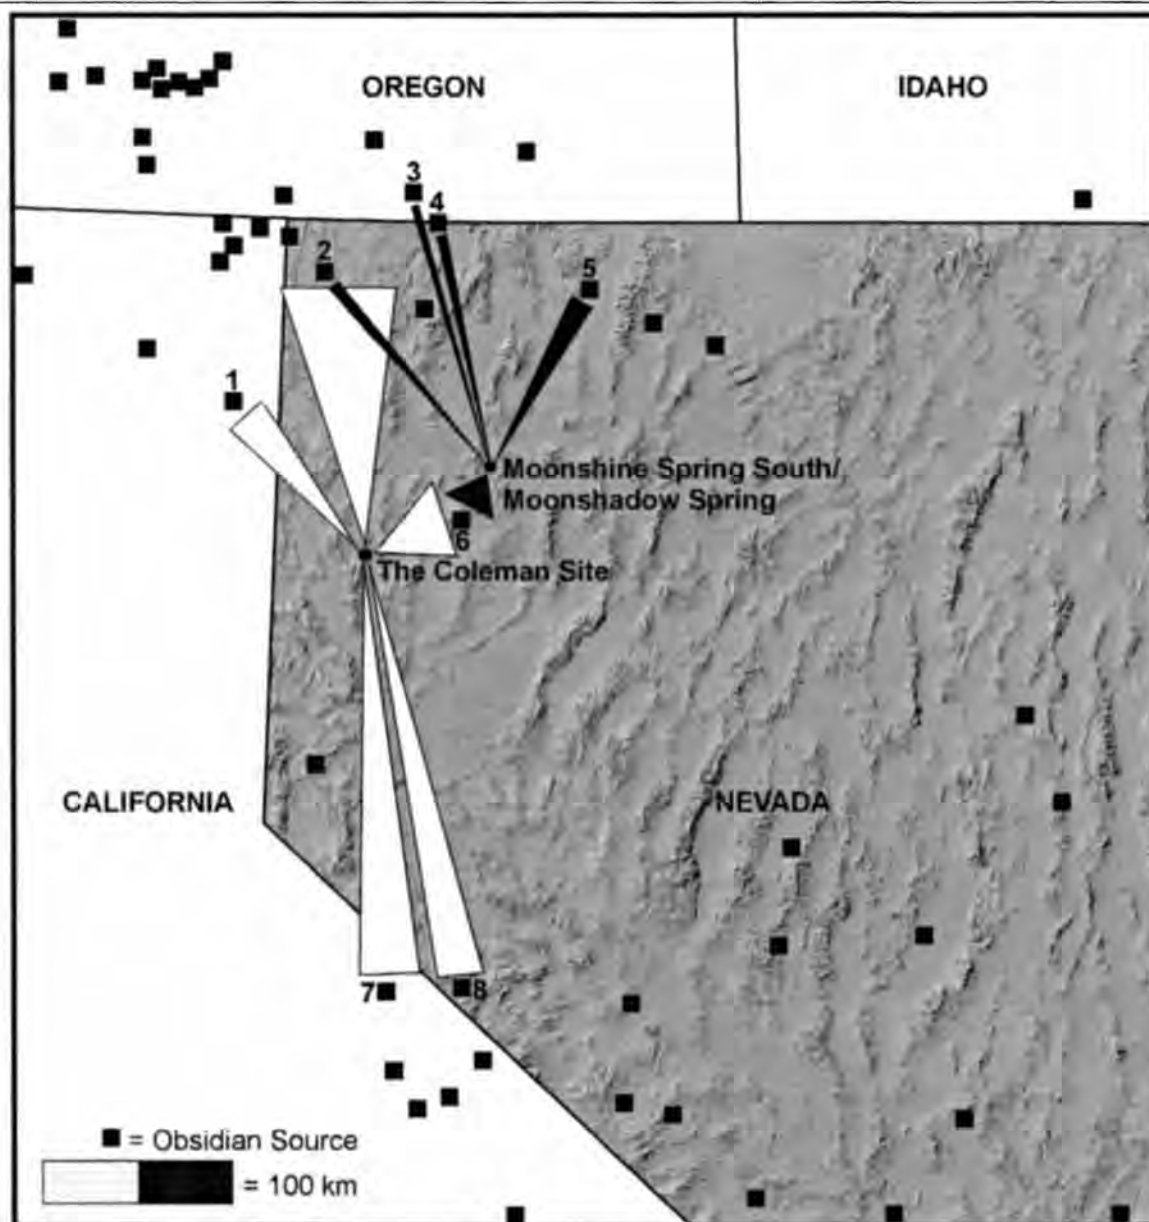 OREGON
IDAHO
3
4
2
5
1
Moonshine Spring South/
Moonshadow Spring
6
The Coleman Site
CALIFORNIA
NEVADA
7
8
= Obsidian Source
= 100 km